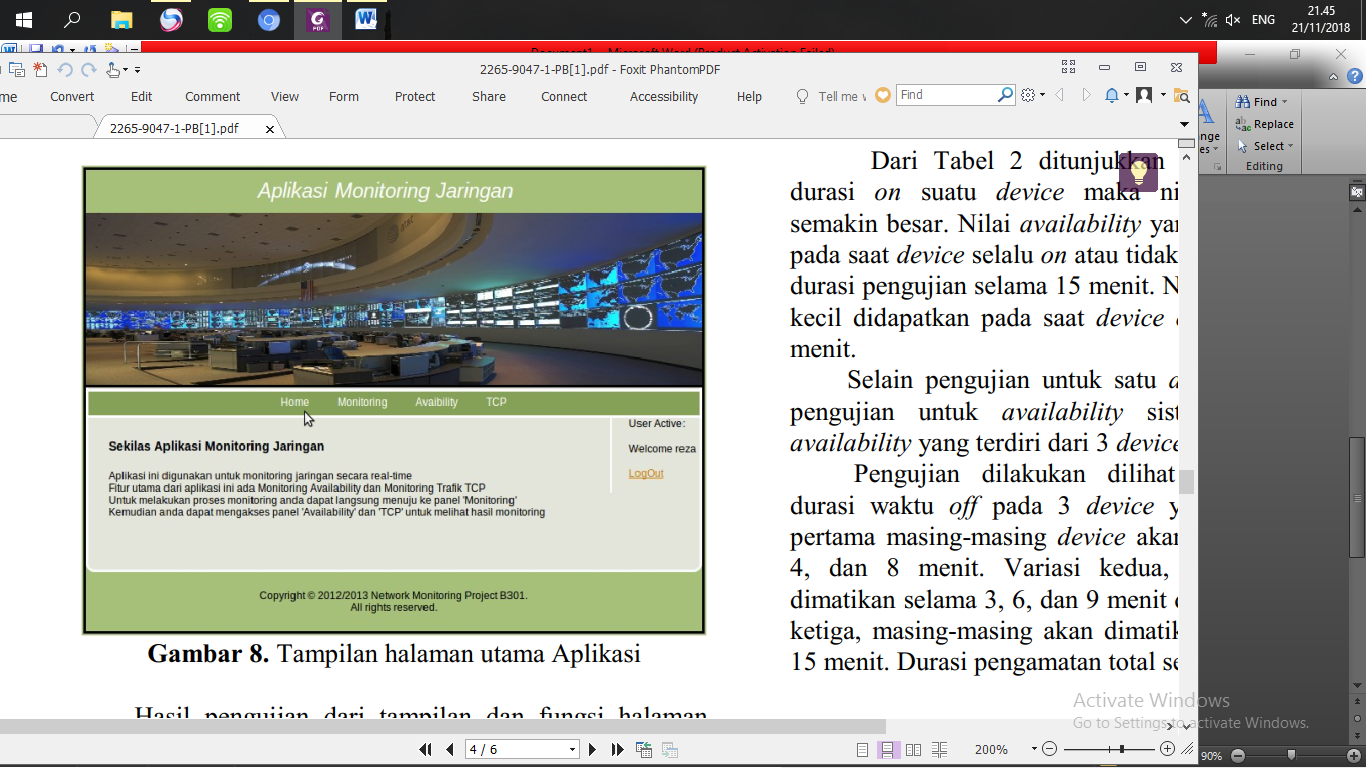 21.45
ENG
21/11/2018
2265-9047-1-PB[1].pdf - Foxit PhantomPDF
Convert Edit Comment View Form Protect Share Connect Accessibility Help Tell me Find
2265-9047-1-PB[1].pdf
Find
Replace
Select
Editing
Aplikasi Monitoring Jaringan
Home Monitoring Avaibility TCP
Sekilas Aplikasi Monitoring Jaringan
Aplikasi ini digunakan untuk monitoring jaringan secara real-time
Fitur utama dari aplikasi ini ada Monitoring Availability dan Monitoring Trafik TCP
Untuk melakukan proses monitoring anda dapat langsung menuju ke panel 'Monitoring'
Kemudian anda dapat mengakses panel 'Availability' dan 'TCP' untuk melihat hasil monitoring
User Active:
Welcome reza
LogOut
Copyright © 2012/2013 Network Monitoring Project B301.
All rights reserved.
Gambar 8. Tampilan halaman utama Aplikasi
Hasil pengujian dari tampilan dan fungsi halaman
Dari Tabel 2 ditunjukkan
durasi on suatu device maka
semakin besar. Nilai availability
pada saat device selalu on atau tidak
durasi pengujian selama 15 menit.
kecil didapatkan pada saat device
menit.
Selain pengujian untuk satu
pengujian untuk availability
availability yang terdiri dari 3 device
Pengujian dilakukan dilihat
durasi waktu off pada 3 device
pertama masing-masing device
4, dan 8 menit. Variasi kedua,
dimatikan selama 3, 6, dan 9 menit
ketiga, masing-masing akan
15 menit. Durasi pengamatan total
Activate Windows
Go to Settings to activate Windows.
4 / 6
200%
90%